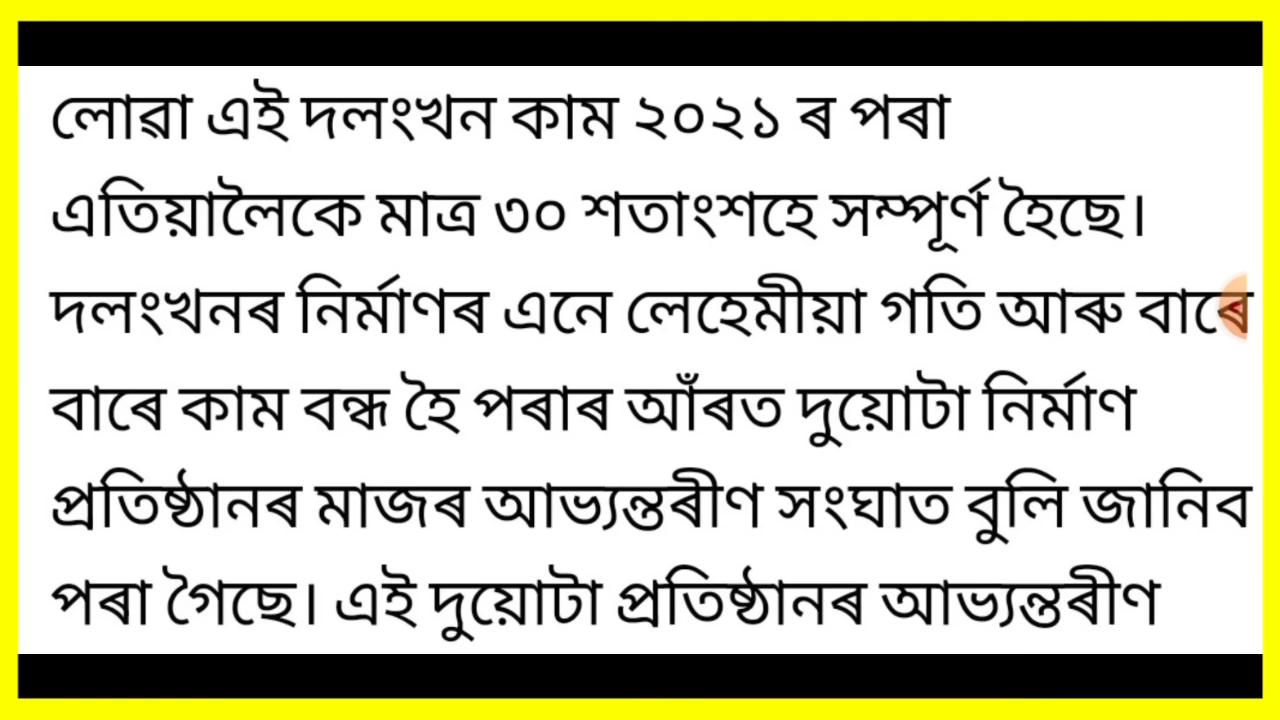 লোৱা এই দলংখন কাম ২০২১ ৰ পৰা
এতিয়ালৈকে মাত্ৰ ৩০ শতাংশহে সম্পূৰ্ণ হৈছে।
দলংখনৰ নিৰ্মাণৰ এনে লেহেমীয়া গতি আৰু বাৰে
বাৰে কাম বন্ধ হৈ পৰাৰ আঁৰত দুয়োটা নিৰ্মাণ
প্ৰতিষ্ঠানৰ মাজৰ আভ্যন্তৰীণ সংঘাত বুলি জানিব
পৰা গৈছে। এই দুয়োটা প্ৰতিষ্ঠানৰ আভ্যন্তৰীণ